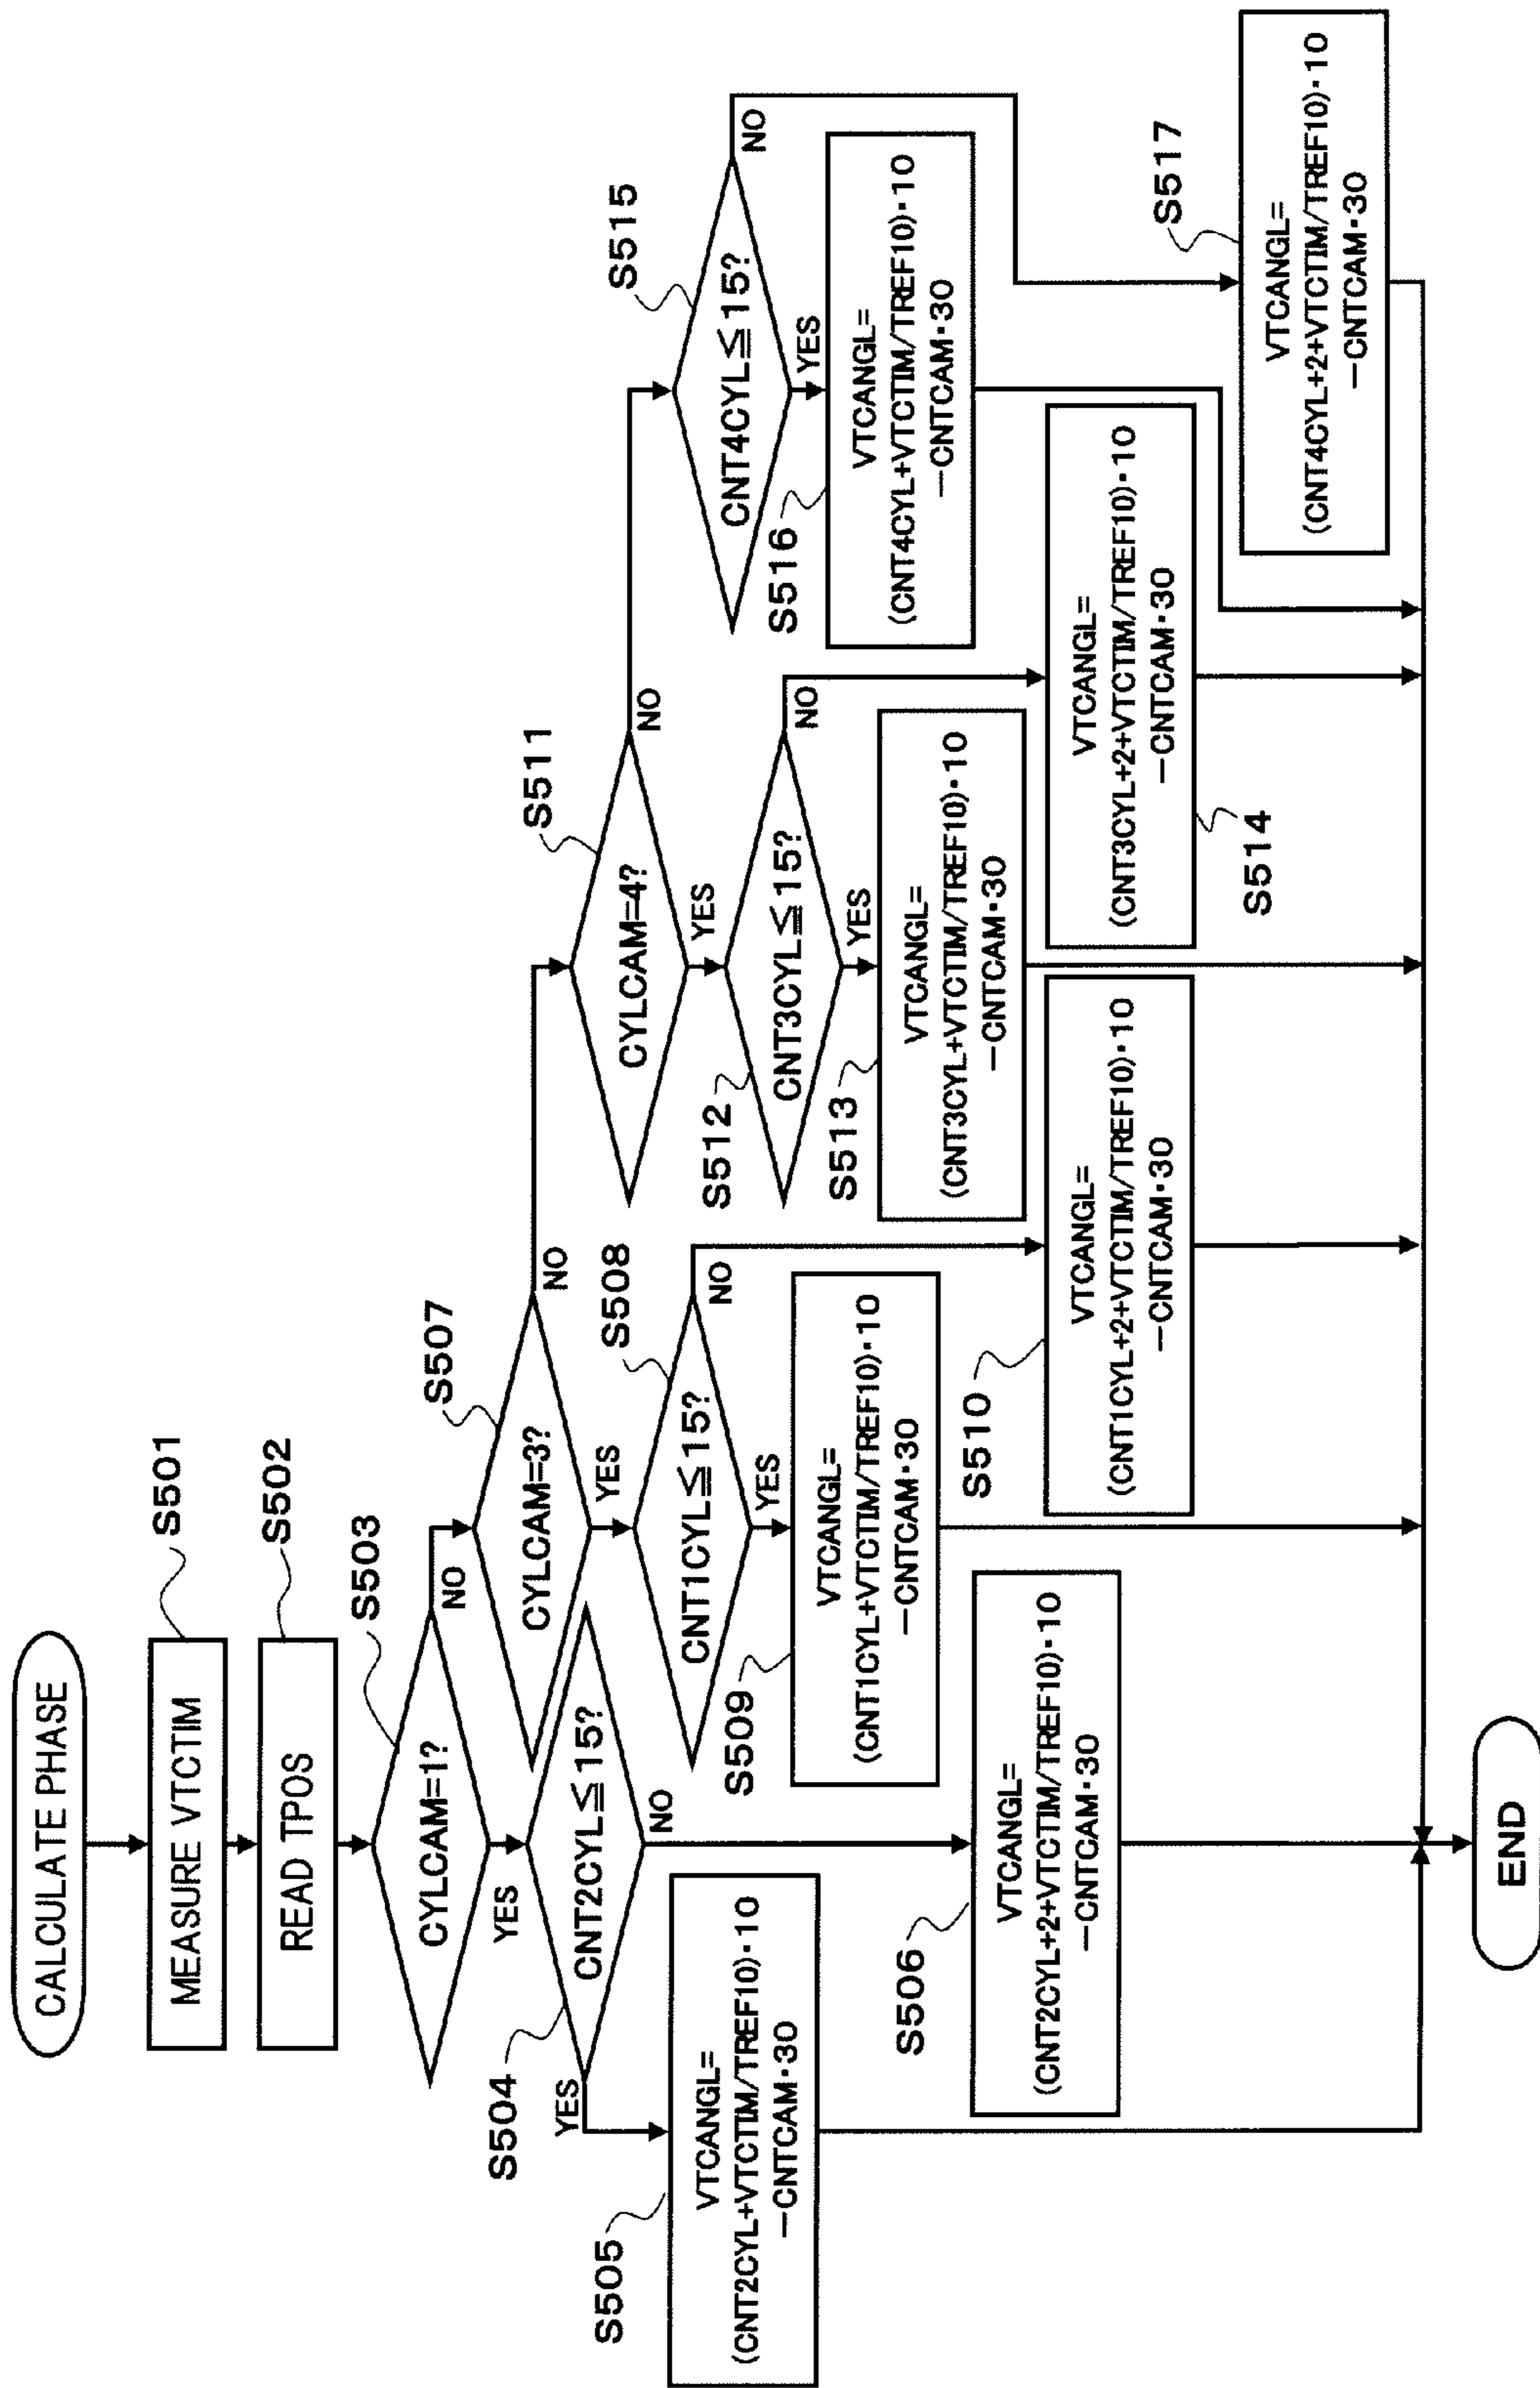 CALCULATE PHASE
S501
MEASURE VTCTIM
S502
READ TPOS
S503
CYLCAM=1?
NO
YES
S504
CNT2CYL≦15?
YES
NO
S505
VTCANGL=
(CNT2CYL+VTCTIM/TREF10)·10
−CNTCAM·30
S506
VTCANGL=
(CNT2CYL+2+VTCTIM/TREF10)·10
−CNTCAM·30
S507
CYLCAM=3?
NO
YES
S508
CNT1CYL≦15?
NO
YES
S509
VTCANGL=
(CNT1CYL+VTCTIM/TREF10)·10
−CNTCAM·30
S510
VTCANGL=
(CNT1CYL+2+VTCTIM/TREF10)·10
−CNTCAM·30
S511
CYLCAM=4?
NO
YES
S512
CNT3CYL≦15?
NO
YES
S513
VTCANGL=
(CNT3CYL+VTCTIM/TREF10)·10
−CNTCAM·30
VTCANGL=
(CNT3CYL+2+VTCTIM/TREF10)·10
−CNTCAM·30
S514
S515
CNT4CYL≦15?
NO
YES
S516
VTCANGL=
(CNT4CYL+VTCTIM/TREF10)·10
−CNTCAM·30
S517
VTCANGL=
(CNT4CYL+2+VTCTIM/TREF10)·10
−CNTCAM·30
END